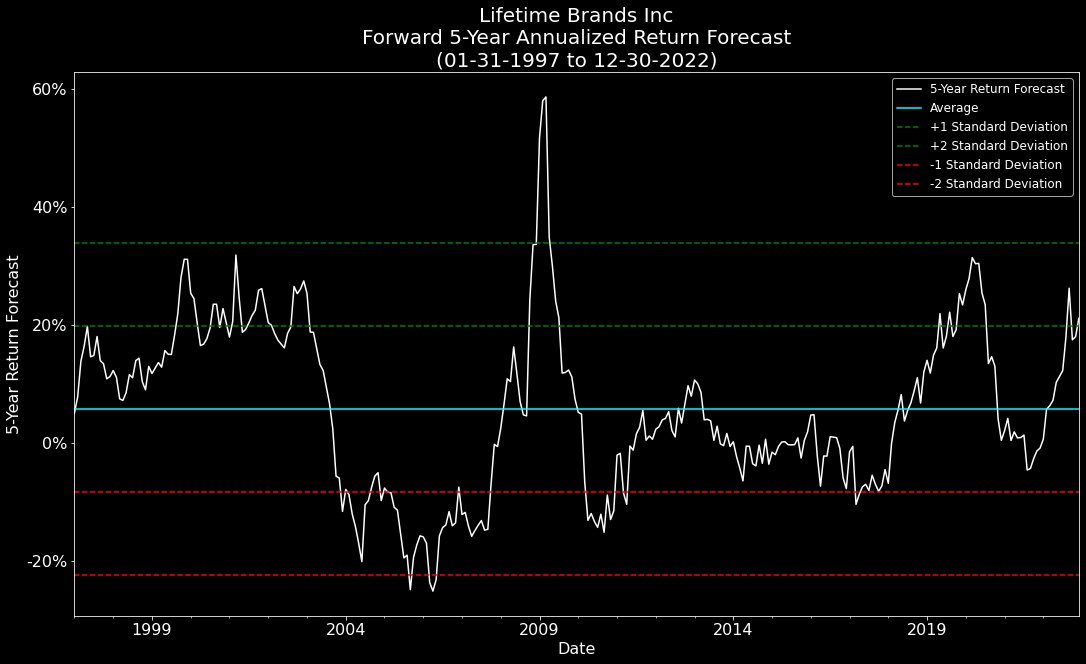 Lifetime Brands Inc
Forward 5-Year Annualized Return Forecast
(01-31-1997 to 12-30-2022)
5-Year Return Forecast
Average
+1 Standard Deviation
+2 Standard Deviation
-1 Standard Deviation
-2 Standard Deviation
5-Year Return Forecast
60%
40%
20%
0%
-20%
1999
2004
2009
2014
2019
Date